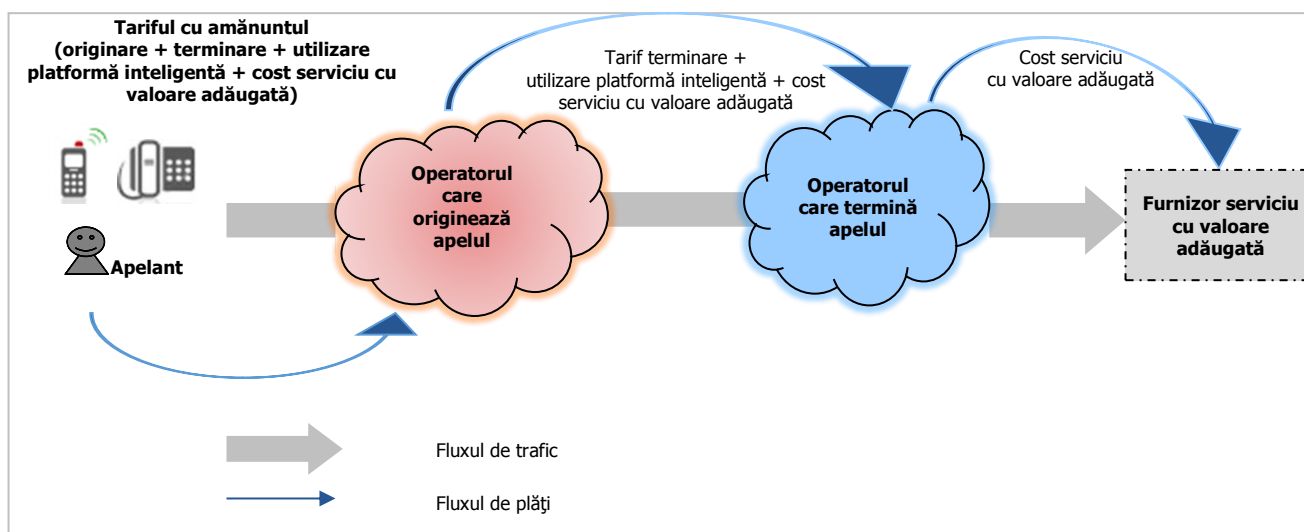 Tariful cu amănuntul
(originare + terminare + utilizare
platformă inteligentă + cost serviciu cu
valoare adăugată)
Tarif terminare +
utilizare platformă inteligentă + cost
serviciu cu valoare adăugată
Cost serviciu
cu valoare adăugată
Operatorul
care
originează
apelul
Operatorul
care termină
apelul
Furnizor serviciu
cu valoare
adăugată
Apelant
Fluxul de trafic
Fluxul de plăţi